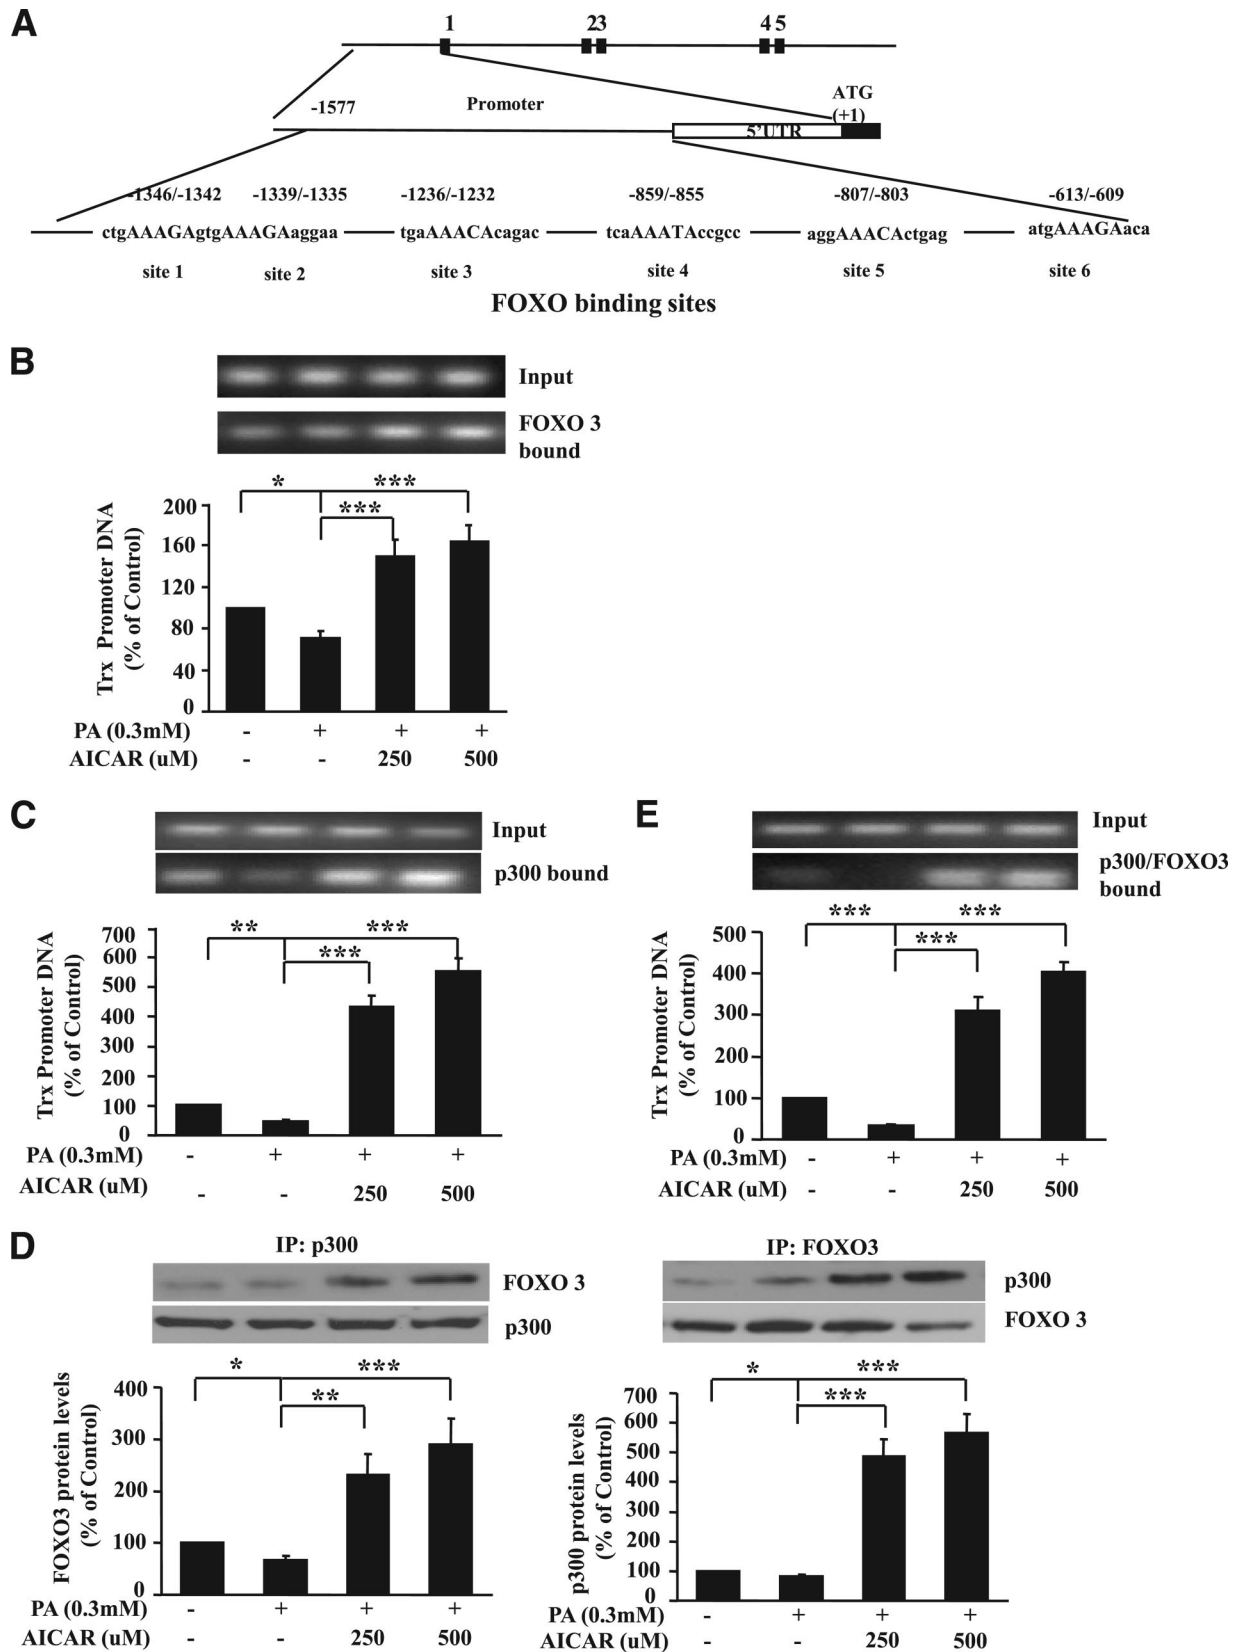 A
1 23 4 5
-1577 Promoter ATG
(+1)
5'UTR
-1346/-1342 -1339/-1335 -1236/-1232 -859/-855 -807/-803 -613/-609
ctgAAAGAgtgAAAGAaggaa tgaAAACAcagac tcaAAATAccgcc aggAAACActgag atgAAAGAaca
site 1 site 2 site 3 site 4 site 5 site 6
FOXO binding sites
B
Input
FOXO 3
bound
* ***
***
Trx Promoter DNA
(% of Control)
200
160
120
80
40
0
PA (0.3mM) - + + +
AICAR (uM) - - 250 500
C
Input
p300 bound
** ***
***
Trx Promoter DNA
(% of Control)
700
600
500
400
300
200
100
0
PA (0.3mM) - + + +
AICAR (uM) - - 250 500
E
Input
p300/FOXO3
bound
*** ***
***
Trx Promoter DNA
(% of Control)
500
400
300
200
100
0
PA (0.3mM) - + + +
AICAR (uM) - - 250 500
D
IP: p300
FOXO 3
p300
* ***
**
FOXO3 protein levels
(% of Control)
400
300
200
100
0
PA (0.3mM) - + + +
AICAR (uM) - - 250 500
IP: FOXO3
p300
FOXO 3
* ***
***
p300 protein levels
(% of Control)
700
600
500
400
300
200
100
0
PA (0.3mM) - + + +
AICAR (uM) - - 250 500